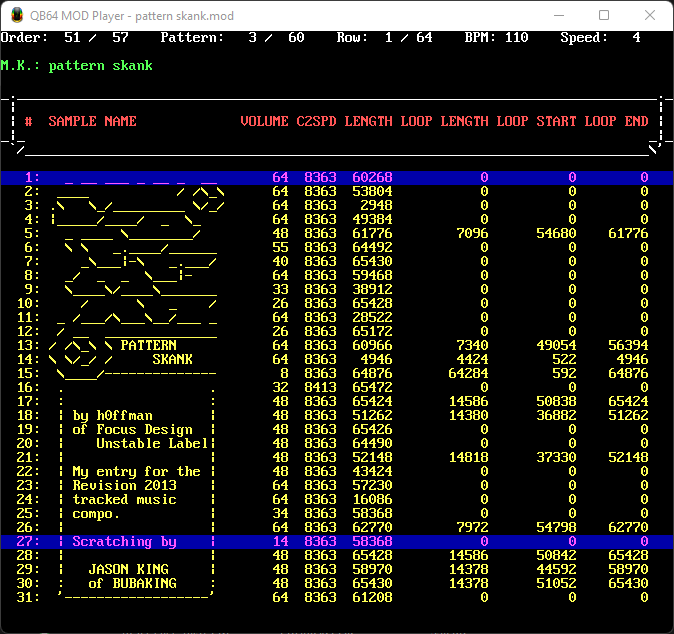 QB64 MOD Player - pattern skank.mod
Order: 51 / 57 Pattern: 3 / 60 Row: 1 / 64 BPM: 110 Speed: 4
M.K.: pattern skank
# SAMPLE NAME VOLUME C2SPD LENGTH LOOP LENGTH LOOP START LOOP END
1: 64 8363 60268 0 0 0
2: 64 8363 53804 0 0 0
3: 64 8363 2948 0 0 0
4: 64 8363 49384 0 0 0
5: 48 8363 61776 7096 54680 61776
6: 55 8363 64492 0 0 0
7: 40 8363 65430 0 0 0
8: 64 8363 59468 0 0 0
9: 33 8363 38912 0 0 0
10: 26 8363 65428 0 0 0
11: 64 8363 28522 0 0 0
12: 26 8363 65172 0 0 0
13: PATTERN 64 8363 60966 7340 49054 56394
14: SKANK 64 8363 4946 4424 522 4946
15: 8 8363 64876 64284 592 64876
16: 32 8413 65472 0 0 0
17: 48 8363 65424 14586 50838 65424
18: by h0ffman 48 8363 51262 14380 36882 51262
19: of Focus Design 48 8363 65426 0 0 0
20: Unstable Label 48 8363 64490 0 0 0
21: 48 8363 52148 14818 37330 52148
22: My entry for the 48 8363 43424 0 0 0
23: Revision 2013 64 8363 57230 0 0 0
24: tracked music 64 8363 16086 0 0 0
25: compo. 34 8363 58368 0 0 0
26: 64 8363 62770 7972 54798 62770
27: Scratching by 14 8363 58368 0 0 0
28: 48 8363 65428 14586 50842 65428
29: JASON KING 48 8363 58970 14378 44592 58970
30: of BUBAKING 48 8363 65430 14378 51052 65430
31: 64 8363 61208 0 0 0